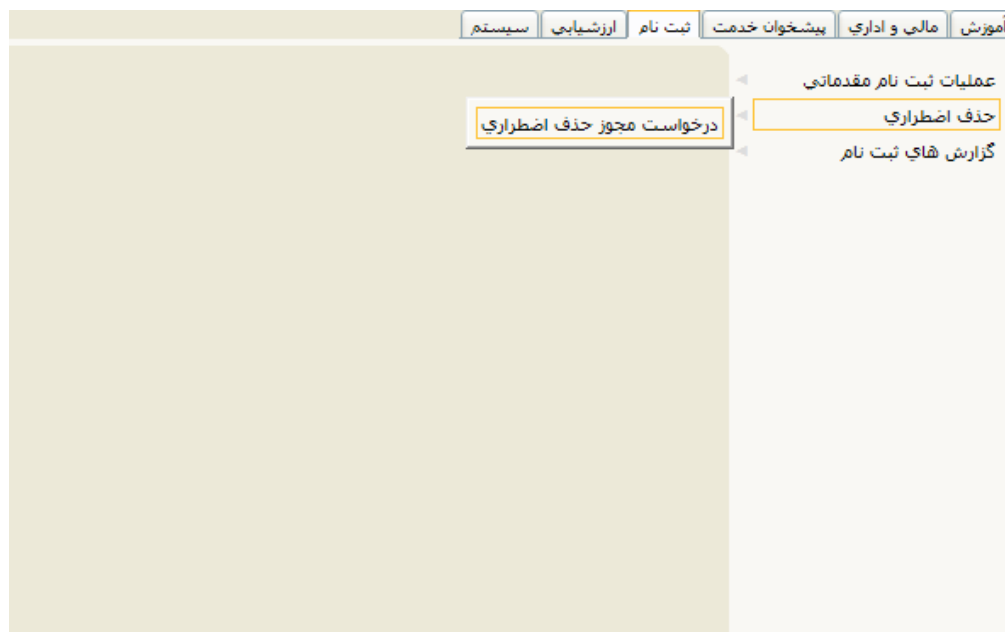 آموزش مالي و اداري پيشخوان خدمت ثبت نام ارزشيابي سيستم
عمليات ثبت نام مقدماتي
حذف اضطراري
درخواست مجوز حذف اضطراري
گزارش هاي ثبت نام